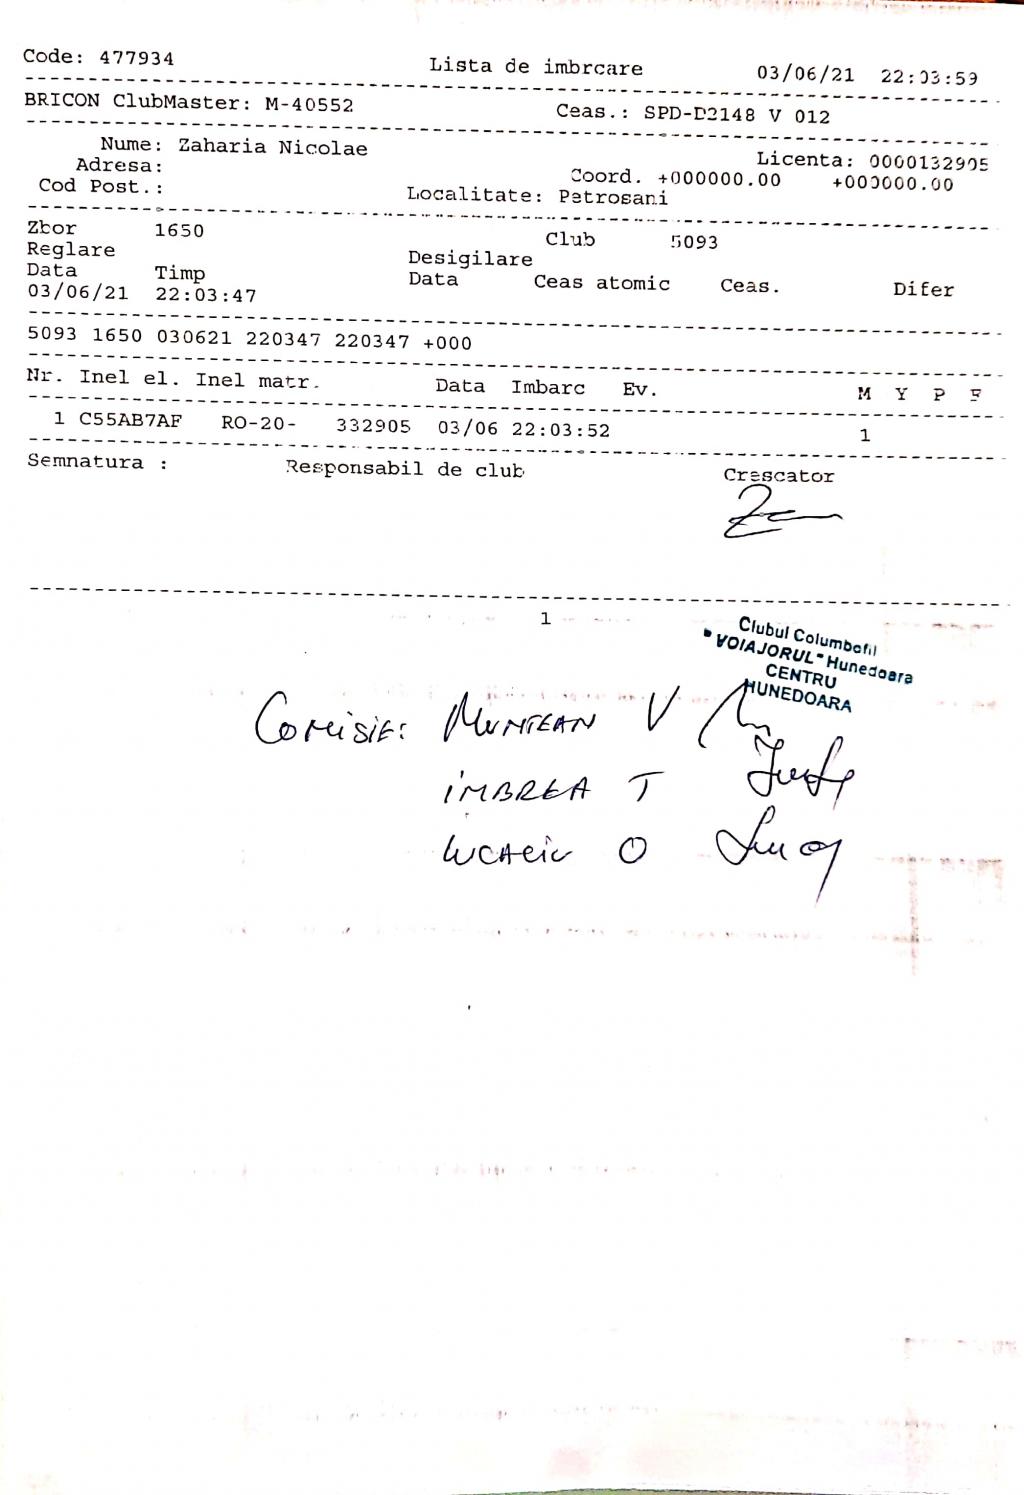 Code: 477934 Lista de imbrcare 03/06/21 22:03:59
BRICON ClubMaster: M-40552 Ceas.: SPD-D2148 V 012
Nume: Zaharia Nicolae Licenta: 0000132905
Adresa: Coord. +000000.00 +000000.00
Cod Post.: Localitate: Petrosani
Zbor 1650 Club 5093
Reglare Desigilare
Data Timp Data Ceas atomic Ceas. Difer
03/06/21 22:03:47
5093 1650 030621 220347 220347 +000
Nr. Inel el. Inel matr. Data Imbarc Ev. M Y P F
1 C55AB7AF RO-20- 332905 03/06 22:03:52 1
Semnatura : Responsabil de club Crescator
1
Clubul Columbofil
"VOIAJORUL" Hunedoara
CENTRU
HUNEDOARA
COMISIE: MUNTEAN V
IMBREA T
LUCACIU O